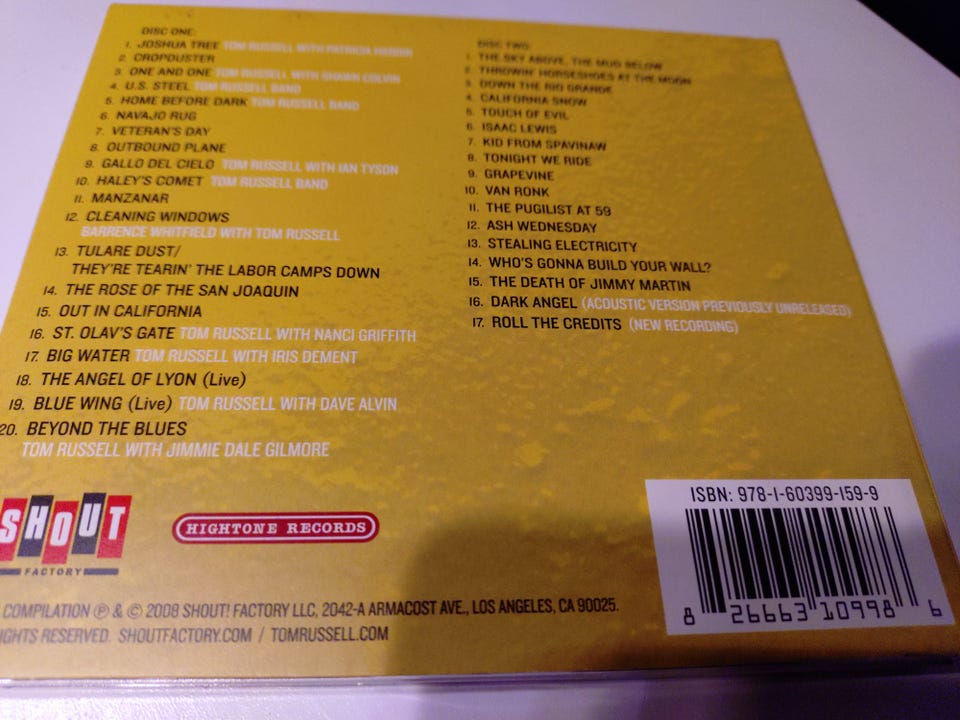 DISC ONE:
1. JOSHUA TREE TOM RUSSELL WITH PATRICIA HARDIN
2. CROPDUSTER
3. ONE AND ONE TOM RUSSELL WITH SHAWN COLVIN
4. U.S. STEEL TOM RUSSELL BAND
5. HOME BEFORE DARK TOM RUSSELL BAND
6. NAVAJO RUG
7. VETERAN'S DAY
8. OUTBOUND PLANE
9. GALLO DEL CIELO TOM RUSSELL WITH IAN TYSON
10. HALEY'S COMET TOM RUSSELL BAND
11. MANZANAR
12. CLEANING WINDOWS
BARRENCE WHITFIELD WITH TOM RUSSELL
13. TULARE DUST/
THEY'RE TEARIN' THE LABOR CAMPS DOWN
14. THE ROSE OF THE SAN JOAQUIN
15. OUT IN CALIFORNIA
16. ST. OLAV'S GATE TOM RUSSELL WITH NANCI GRIFFITH
17. BIG WATER TOM RUSSELL WITH IRIS DEMENT
18. THE ANGEL OF LYON (Live)
19. BLUE WING (Live) TOM RUSSELL WITH DAVE ALVIN
20. BEYOND THE BLUES
TOM RUSSELL WITH JIMMIE DALE GILMORE
DISC TWO:
1. THE SKY ABOVE, THE MUD BELOW
2. THROWIN' HORSESHOES AT THE MOON
3. DOWN THE RIO GRANDE
4. CALIFORNIA SNOW
5. TOUCH OF EVIL
6. ISAAC LEWIS
7. KID FROM SPAVINAW
8. TONIGHT WE RIDE
9. GRAPEVINE
10. VAN RONK
11. THE PUGILIST AT 59
12. ASH WEDNESDAY
13. STEALING ELECTRICITY
14. WHO'S GONNA BUILD YOUR WALL?
15. THE DEATH OF JIMMY MARTIN
16. DARK ANGEL (ACOUSTIC VERSION PREVIOUSLY UNRELEASED)
17. ROLL THE CREDITS (NEW RECORDING)
SHOUT
FACTORY
HIGHTONE RECORDS
COMPILATION ℗ & © 2008 SHOUT! FACTORY LLC, 2042-A ARMACOST AVE., LOS ANGELES, CA 90025.
RIGHTS RESERVED. SHOUTFACTORY.COM / TOMRUSSELL.COM
ISBN: 978-1-60399-159-9
8 26663 10998 6